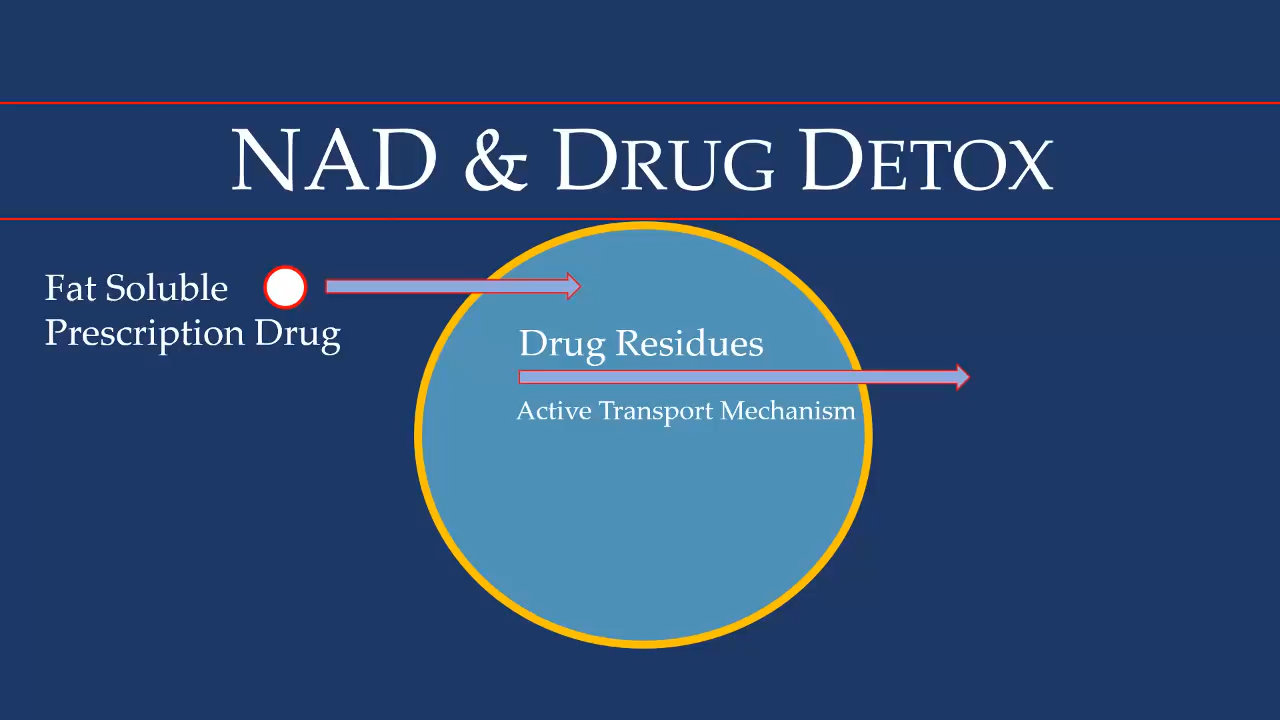 NAD & DRUG DETOX
Fat Soluble
Prescription Drug
Drug Residues
Active Transport Mechanism